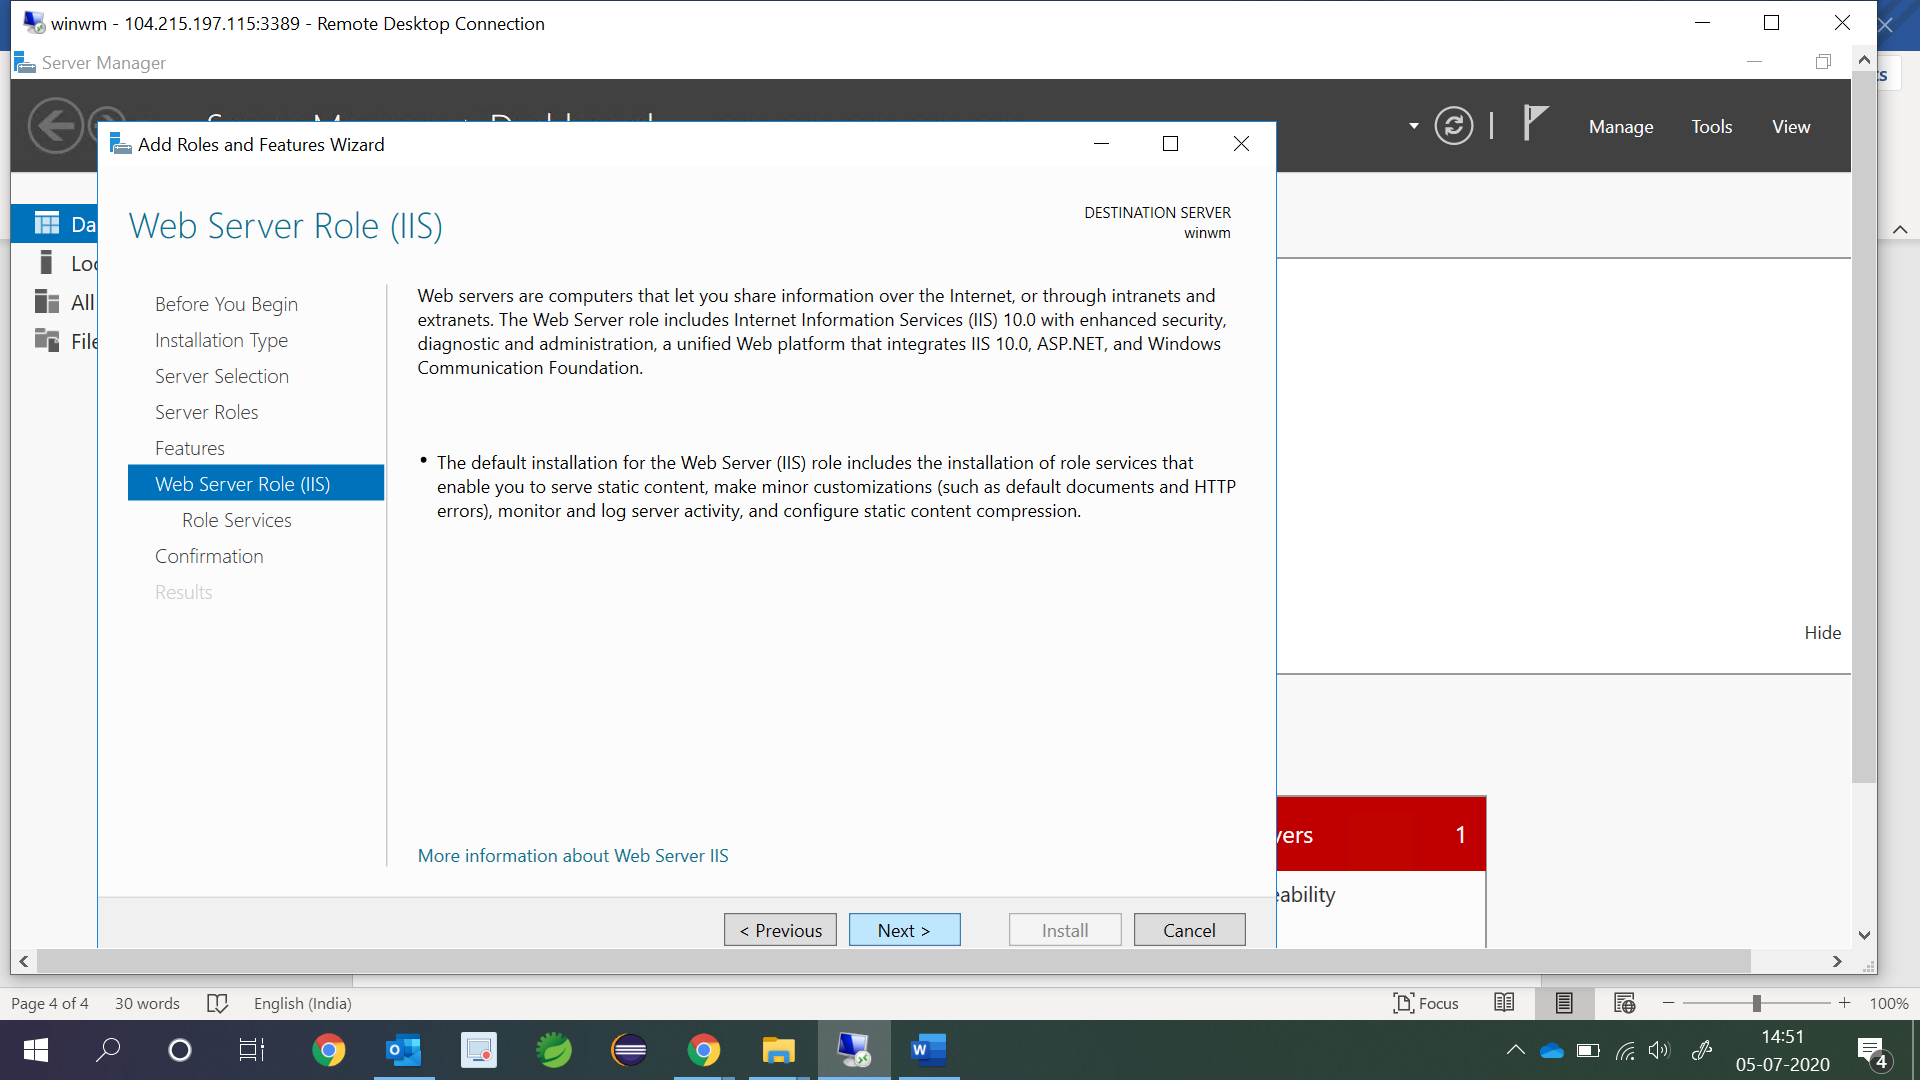 winwm - 104.215.197.115:3389 - Remote Desktop Connection
Server Manager
Manage
Tools
View
Add Roles and Features Wizard
Web Server Role (IIS)
DESTINATION SERVER
winwm
Da
Loc
All
File
Before You Begin
Installation Type
Server Selection
Server Roles
Features
Web Server Role (IIS)
Role Services
Confirmation
Results
Web servers are computers that let you share information over the Internet, or through intranets and
extranets. The Web Server role includes Internet Information Services (IIS) 10.0 with enhanced security,
diagnostic and administration, a unified Web platform that integrates IIS 10.0, ASP.NET, and Windows
Communication Foundation.
• The default installation for the Web Server (IIS) role includes the installation of role services that
enable you to serve static content, make minor customizations (such as default documents and HTTP
errors), monitor and log server activity, and configure static content compression.
More information about Web Server IIS
Hide
vers 1
eability
< Previous
Next >
Install
Cancel
Page 4 of 4
30 words
English (India)
Focus
100%
14:51
05-07-2020
4